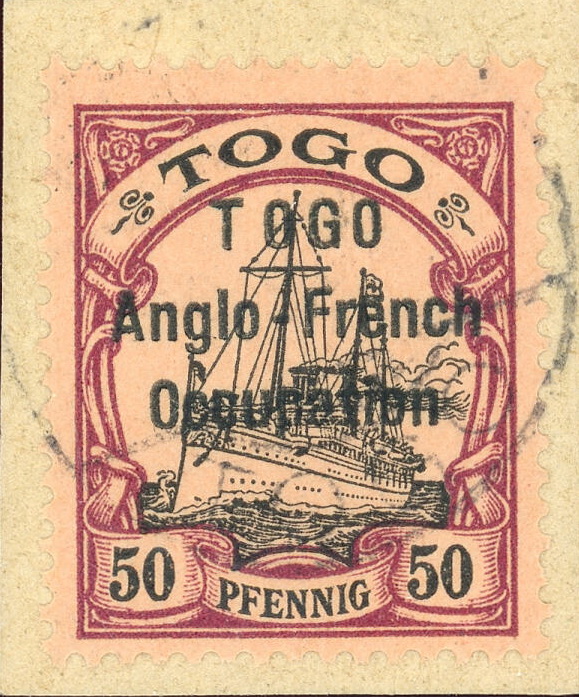 TOGO
TOGO
Anglo-French
Occupation
50 PFENNIG 50